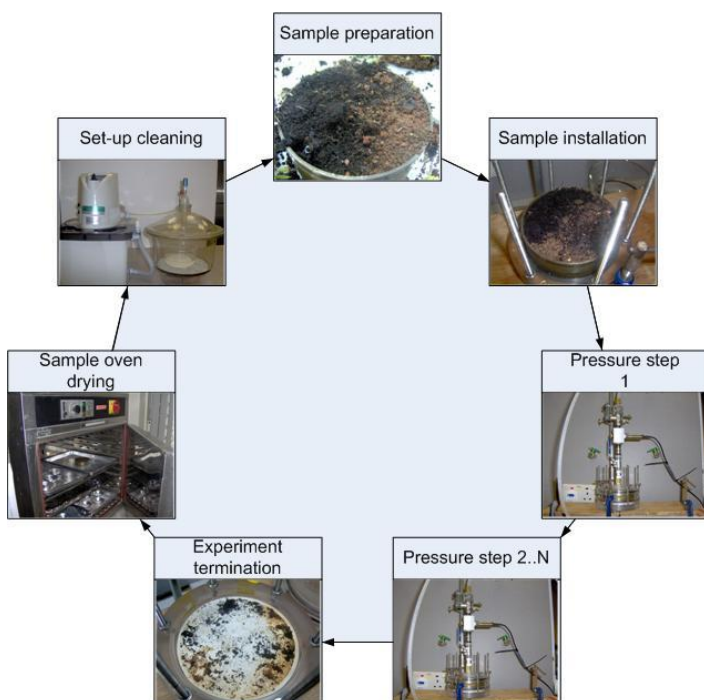 Sample preparation
Set-up cleaning
Sample installation
Sample oven
drying
Pressure step
1
Experiment
termination
Pressure step 2..N